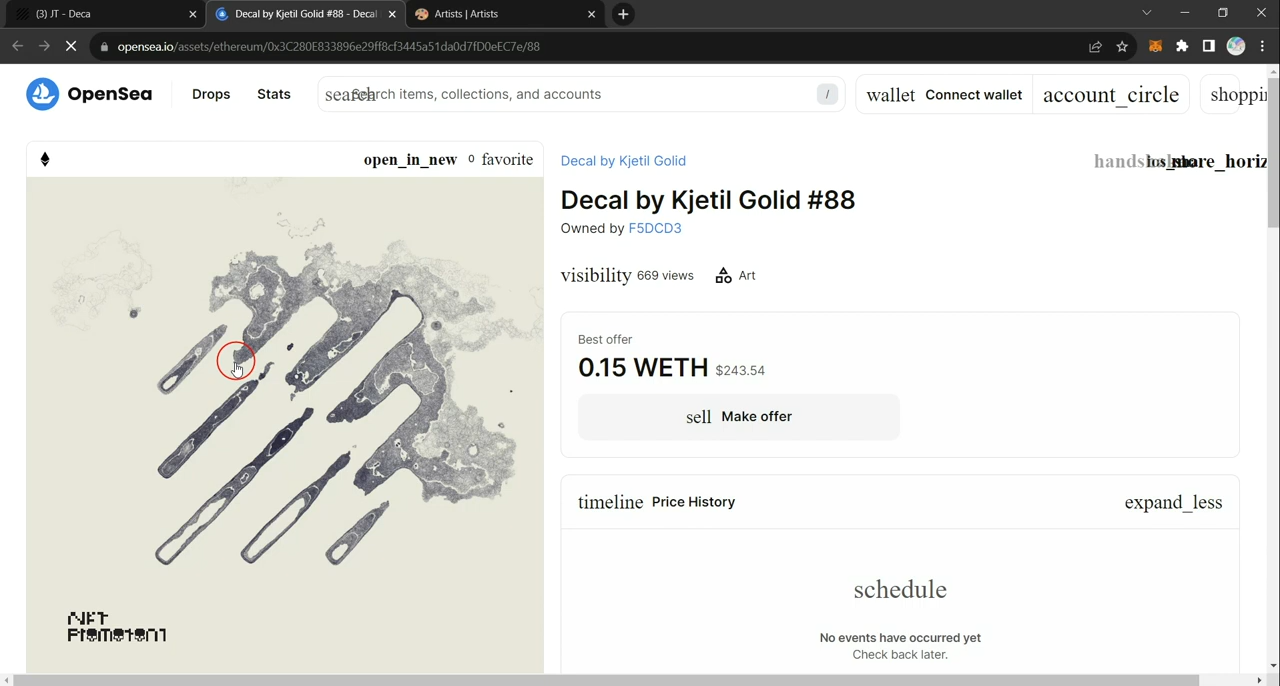 (3) JT - Deca
Decal by Kjetil Golid #88 - Decal
Artists | Artists
opensea.io/assets/ethereum/0x3C280E833896e29ff8cf3445a51da0d7fD0eEC7e/88
OpenSea
Drops
Stats
search
Search items, collections, and accounts
/
wallet Connect wallet
account_circle
shoppin
open_in_new 0 favorite
Decal by Kjetil Golid
more_horiz
Decal by Kjetil Golid #88
Owned by F5DCD3
visibility 669 views
Art
Best offer
0.15 WETH $243.54
sell Make offer
timeline Price History
expand_less
schedule
No events have occurred yet
Check back later.